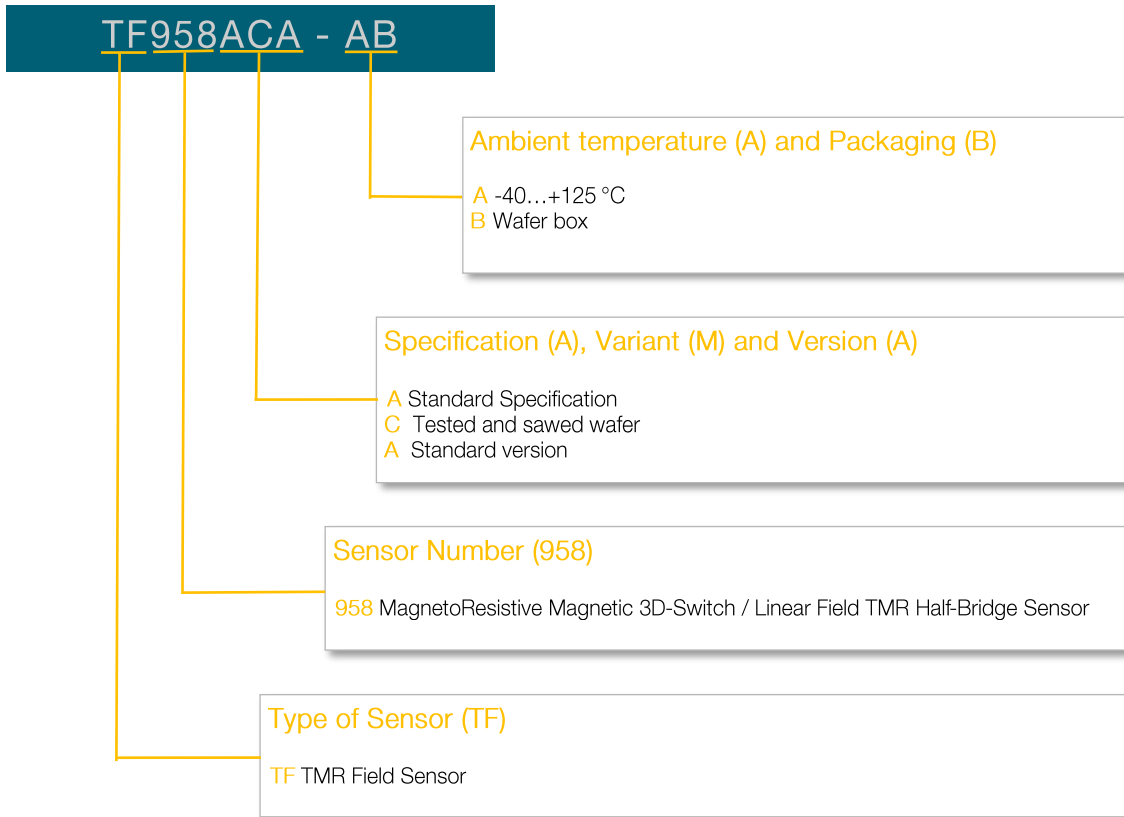 TF958ACA - AB
Ambient temperature (A) and Packaging (B)
A -40...+125 °C
B Wafer box
Specification (A), Variant (M) and Version (A)
A Standard Specification
C Tested and sawed wafer
A Standard version
Sensor Number (958)
958 MagnetoResistive Magnetic 3D-Switch / Linear Field TMR Half-Bridge Sensor
Type of Sensor (TF)
TF TMR Field Sensor